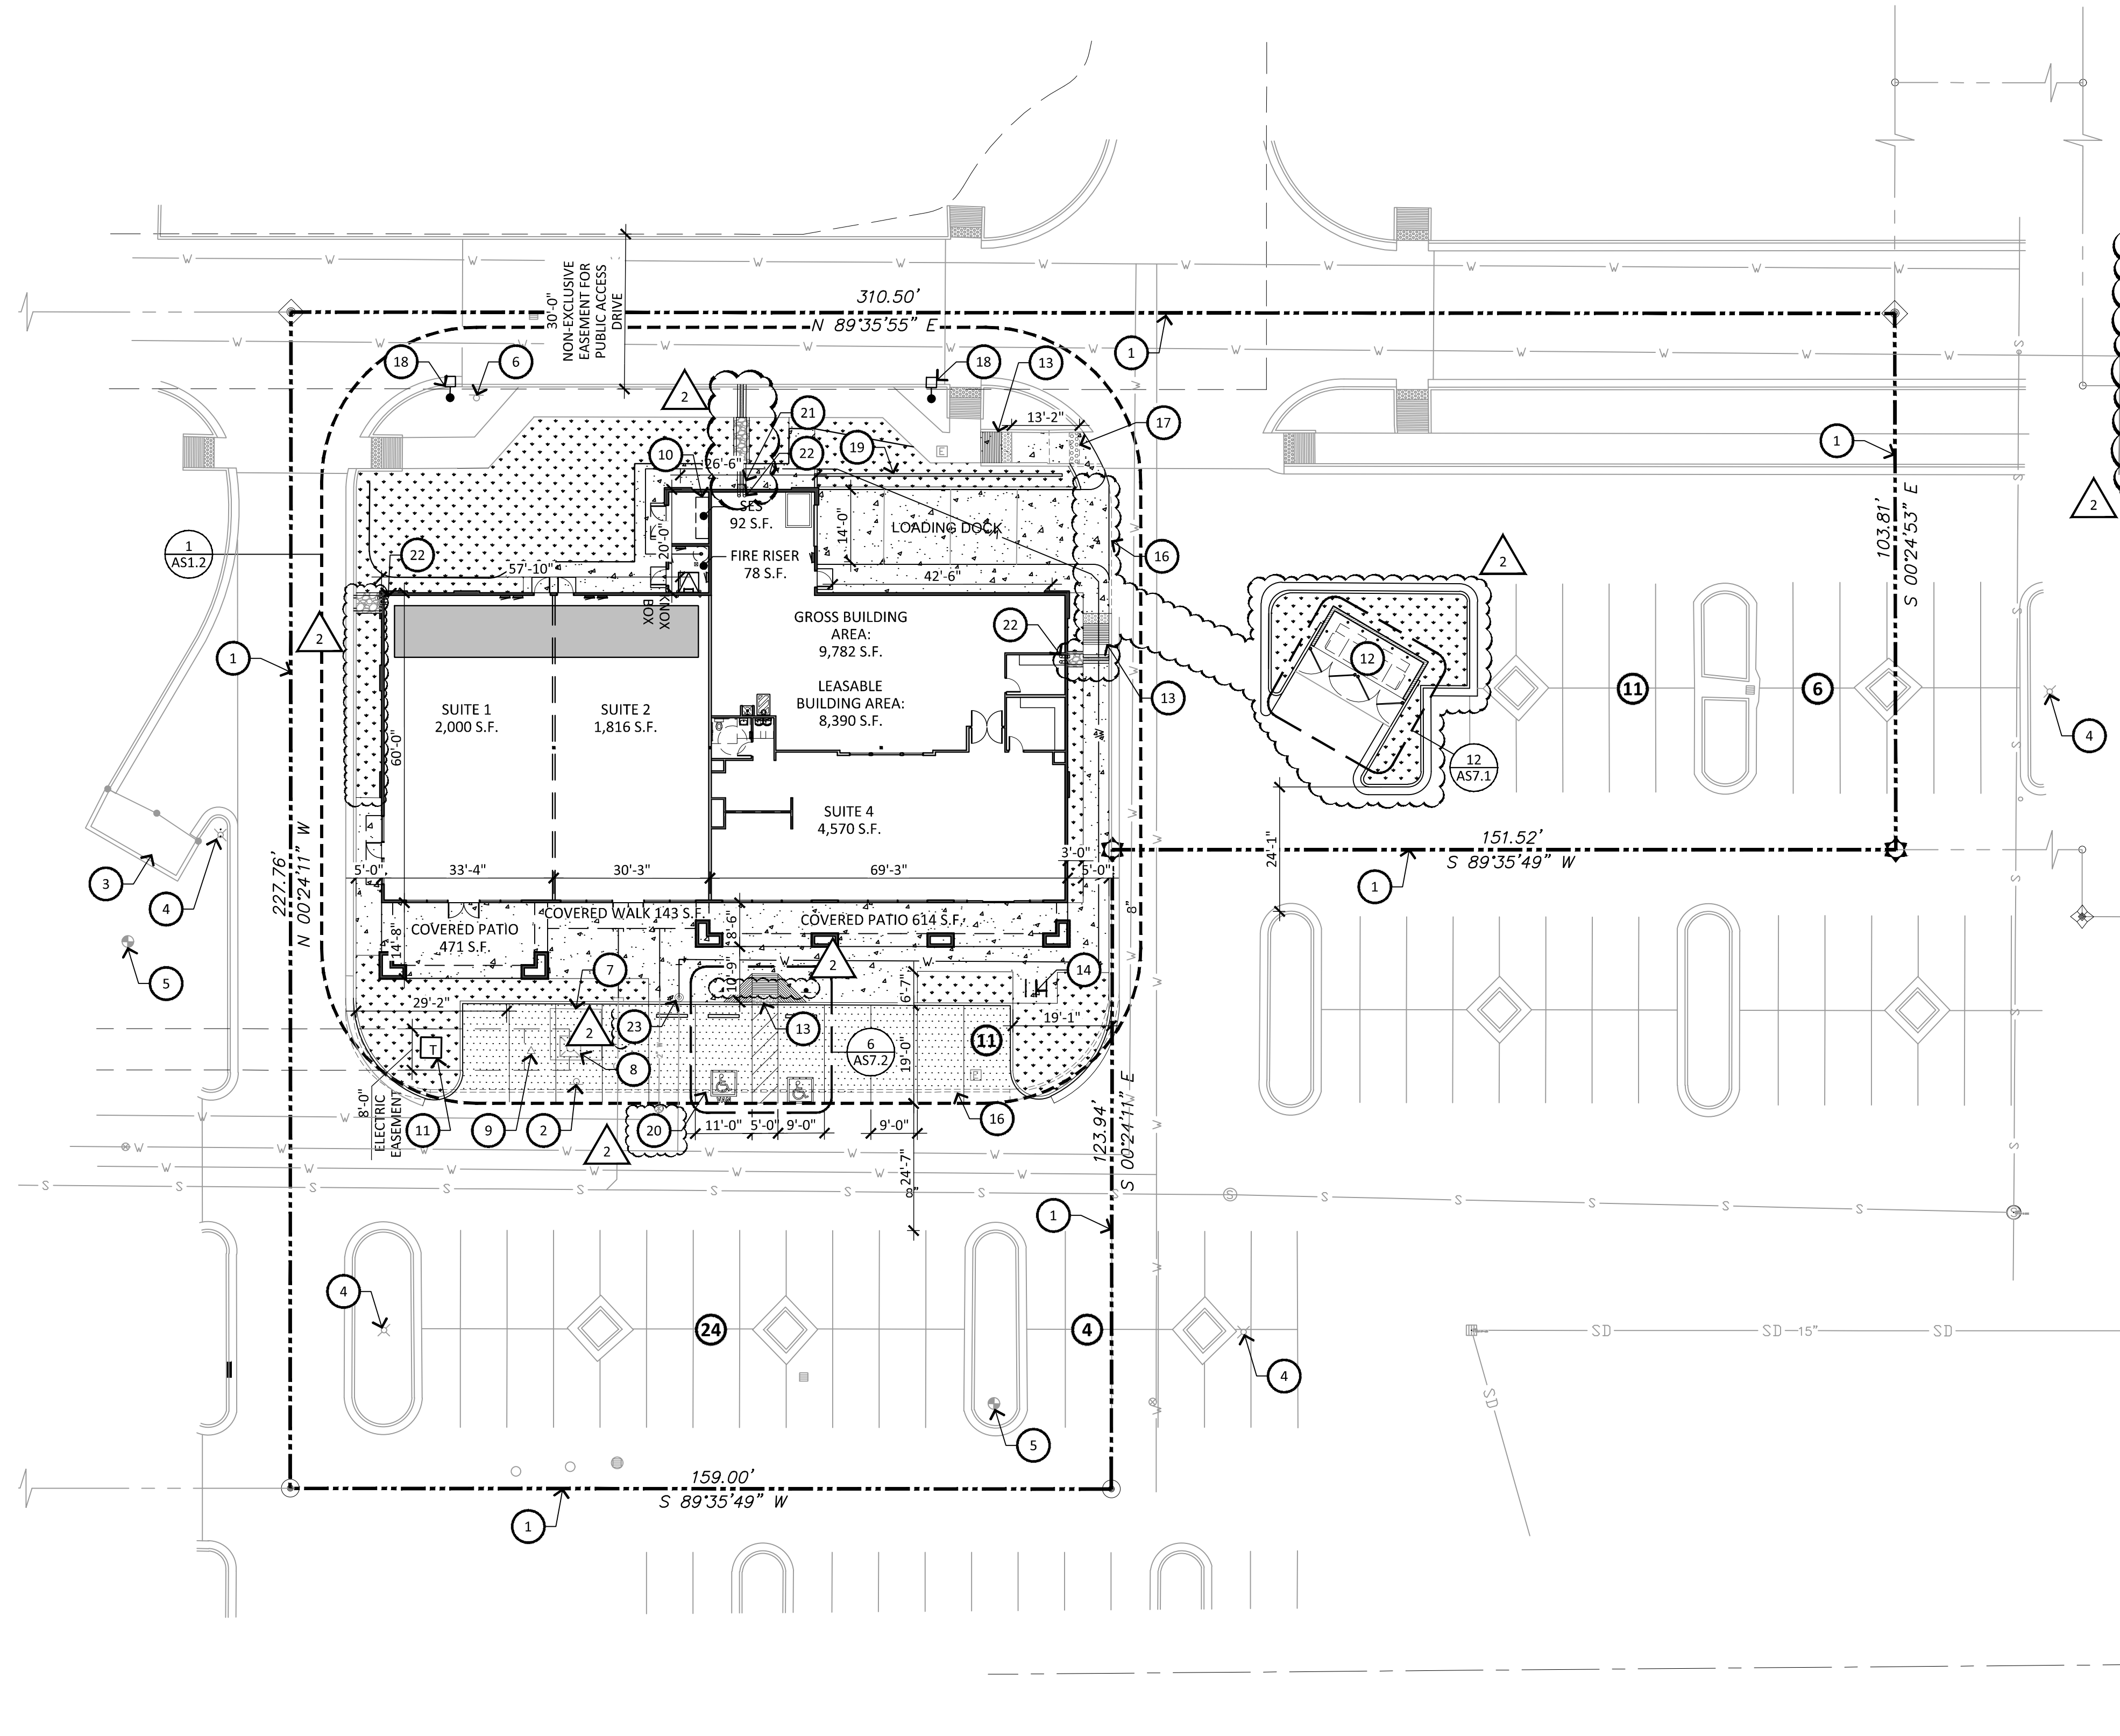 310.50'
N 89°35'55" E
30'-0"
NON-EXCLUSIVE
EASEMENT FOR
PUBLIC ACCESS
DRIVE
18
6
2
18
13
1
21
13'-2"
17
10
26'-6"
22
19
1
103.81'
S 00°24'53" E
2
1
AS1.2
22
57'-10"
20'-0"
SES
92 S.F.
FIRE RISER
78 S.F.
14'-0"
LOADING DOCK
42'-6"
16
2
KNOX
BOX
2
1
GROSS BUILDING
AREA:
9,782 S.F.
22
LEASABLE
BUILDING AREA:
8,390 S.F.
13
12
11
6
4
12
AS7.1
SUITE 1
2,000 S.F.
SUITE 2
1,816 S.F.
60'-0"
SUITE 4
4,570 S.F.
227.76'
N 00°24'11" W
3
4
5
5'-0"
33'-4"
30'-3"
69'-3"
3'-0"
5'-0"
24'-1"
151.52'
S 89°35'49" W
1
COVERED WALK 143 S.F.
COVERED PATIO
471 S.F.
COVERED PATIO 614 S.F.
14'-8"
8'-6"
10'-9"
8"
7
2
14
6'-7"
29'-2"
2
23
13
6
AS7.2
11
19'-1"
19'-0"
T
8
8'-0"
ELECTRIC
EASEMENT
11
9
2
20
11'-0"
5'-0"
9'-0"
9'-0"
16
2
24'-7"
8"
123.94'
S 00°24'11" E
1
W
S
4
24
4
4
5
SD
SD
15"
SD
SD
159.00'
S 89°35'49" W
1